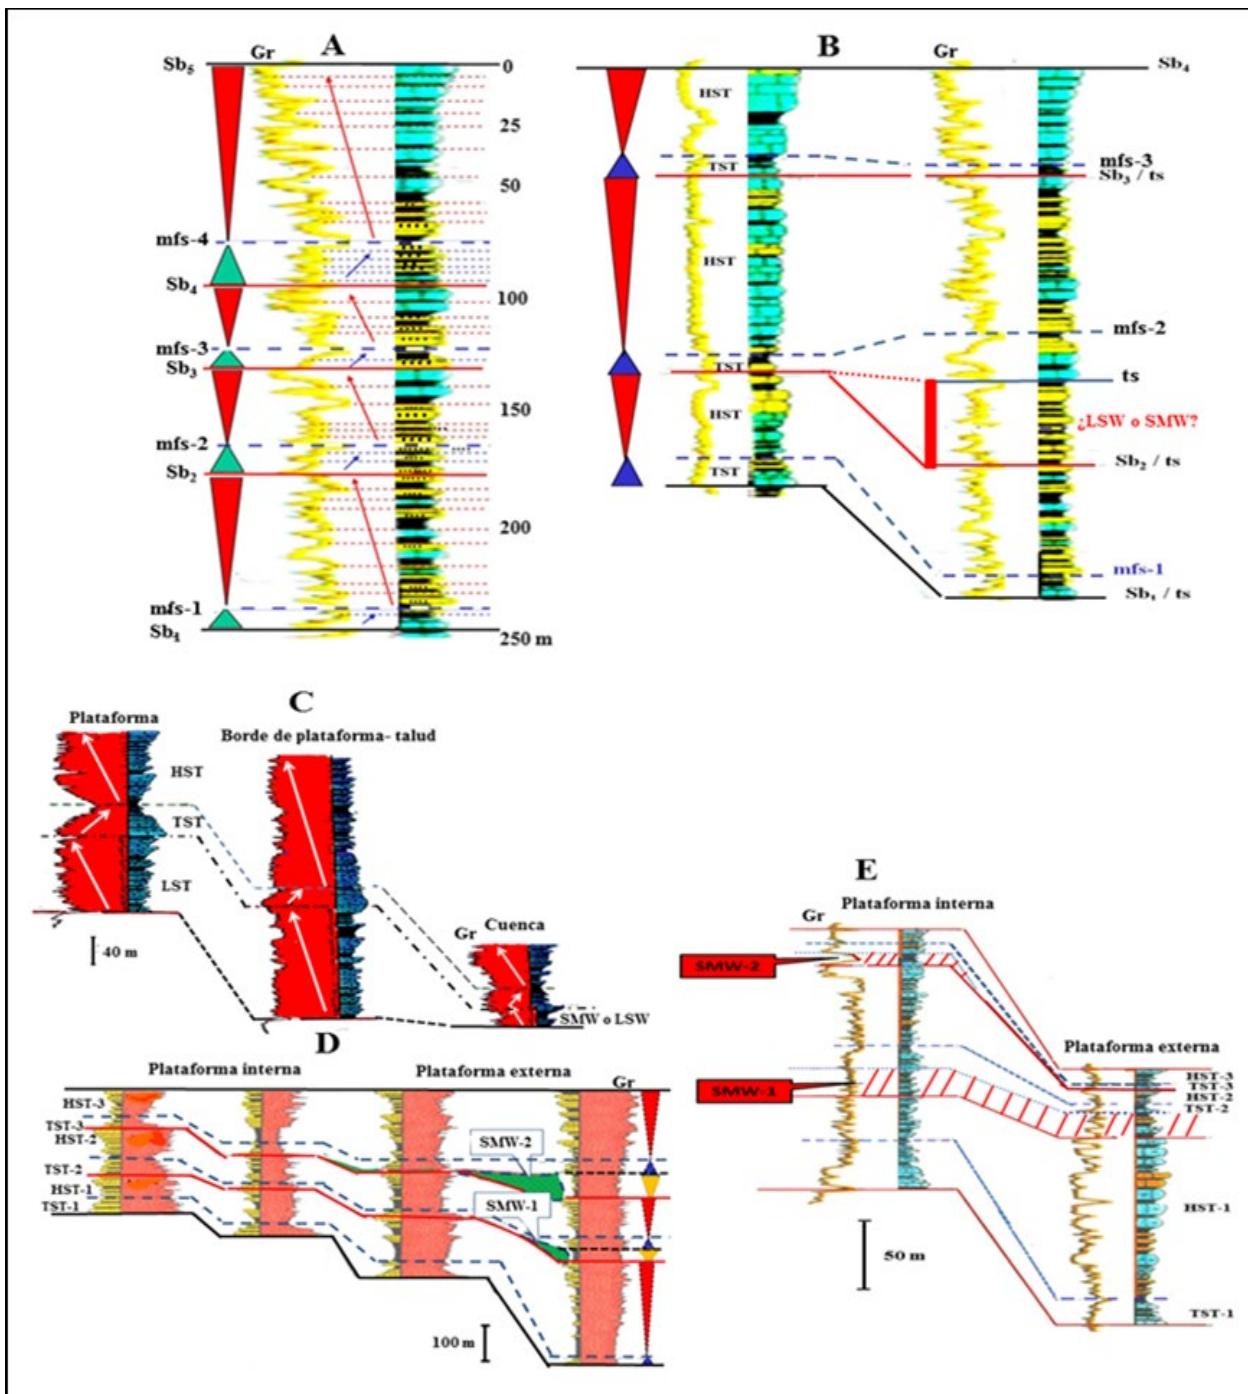 A
Gr
Sb5
0
25
50
mfs-4
Sb4
100
mfs-3
Sb3
150
mfs-2
Sb2
200
mfs-1
Sb1
250 m
B
Gr
Sb4
HST
TST
mfs-3
Sb3 / ts
HST
mfs-2
TST
ts
HST
¿LSW o SMW?
Sb2 / ts
TST
mfs-1
Sb1 / ts
C
Plataforma
Borde de plataforma- talud
HST
TST
LST
40 m
Gr
Cuenca
SMW o LSW
D
Plataforma interna
Plataforma externa
Gr
HST-3
TST-3
HST-2
TST-2
HST-1
TST-1
SMW-2
SMW-1
100 m
E
Plataforma interna
Gr
SMW-2
SMW-1
Plataforma externa
HST-3
TST-3
HST-2
TST-2
HST-1
50 m
TST-1